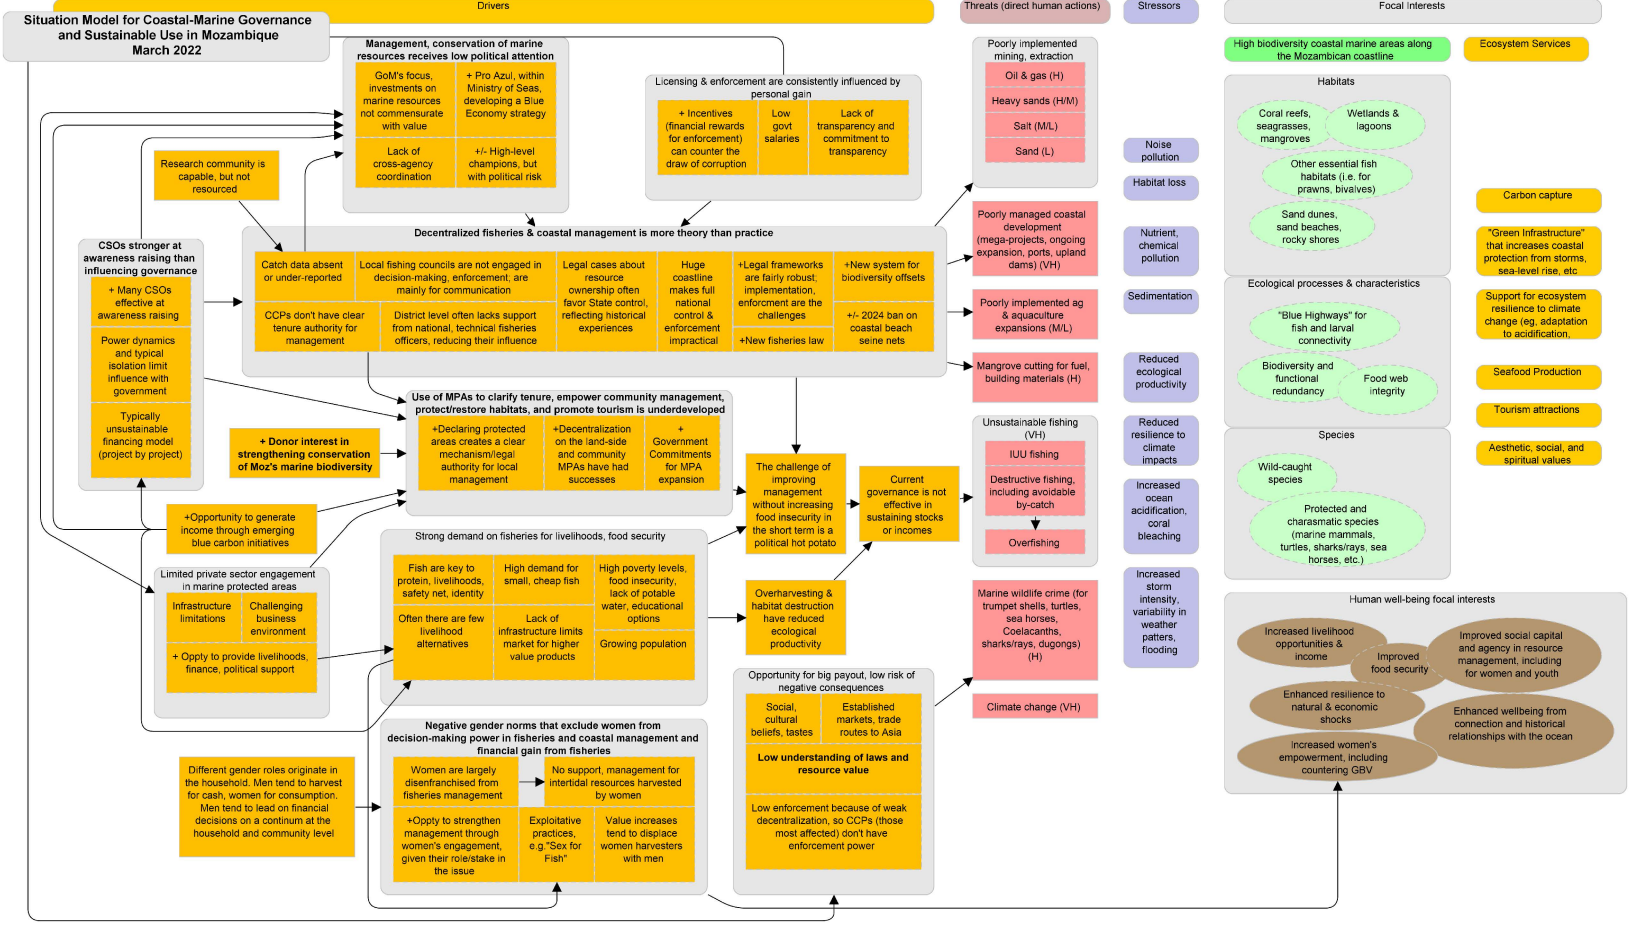 Drivers
Threats (direct human actions)
Stressors
Focal Interests
Situation Model for Coastal-Marine Governance
and Sustainable Use in Mozambique
March 2022
Management, conservation of marine
resources receives low political attention
GoM's focus,
investments on
marine resources
not commensurate
with value
+ Pro Azul, within
Ministry of Seas,
developing a Blue
Economy strategy
Lack of
cross-agency
coordination
+/- High-level
champions, but
with political risk
Licensing & enforcement are consistently influenced by
personal gain
+ Incentives
(financial rewards
for enforcement)
can counter the
draw of corruption
Low
govt
salaries
Lack of
transparency and
commitment to
transparency
Research community is
capable, but not
resourced
CSOs stronger at
awareness raising than
influencing governance
+ Many CSOs
effective at
awareness raising
Power dynamics
and typical
isolation limit
influence with
government
Typically
unsustainable
financing model
(project by project)
Decentralized fisheries & coastal management is more theory than practice
Catch data absent
or under-reported
Local fishing councils are not engaged in
decision-making, enforcement; are
mainly for communication
CCPs don't have clear
tenure authority for
management
District level often lacks support
from national, technical fisheries
officers, reducing their influence
Legal cases about
resource
ownership often
favor State control,
reflecting historical
experiences
Huge
coastline
makes full
national
control &
enforcement
impractical
+Legal frameworks
are fairly robust;
implementation,
enforcment are the
challenges
+New fisheries law
+New system for
biodiversity offsets
+/- 2024 ban on
coastal beach
seine nets
Use of MPAs to clarify tenure, empower community management,
protect/restore habitats, and promote tourism is underdeveloped
+Declaring protected
areas creates a clear
mechanism/legal
authority for local
management
+Decentralization
on the land-side
and community
MPAs have had
successes
+
Government
Commitments
for MPA
expansion
+ Donor interest in
strengthening conservation
of Moz's marine biodiversity
+Opportunity to generate
income through emerging
blue carbon initiatives
Limited private sector engagement
in marine protected areas
Infrastructure
limitations
Challenging
business
environment
+ Oppty to provide livelihoods,
finance, political support
Strong demand on fisheries for livelihoods, food security
Fish are key to
protein, livelihoods,
safety net, identity
High demand for
small, cheap fish
High poverty levels,
food insecurity,
lack of potable
water, educational
options
Often there are few
livelihood
alternatives
Lack of
infrastructure limits
market for higher
value products
Growing population
The challenge of
improving
management
without increasing
food insecurity in
the short term is a
political hot potato
Current
governance is not
effective in
sustaining stocks
or incomes
Overharvesting &
habitat destruction
have reduced
ecological
productivity
Negative gender norms that exclude women from
decision-making power in fisheries and coastal management and
financial gain from fisheries
Women are largely
disenfranchised from
fisheries management
No support, management for
intertidal resources harvested
by women
+Oppty to strengthen
management through
women's engagement,
given their role/stake in
the issue
Exploitative
practices,
e.g."Sex for
Fish"
Value increases
tend to displace
women harvesters
with men
Different gender roles originate in
the household. Men tend to harvest
for cash, women for consumption.
Men tend to lead on financial
decisions on a continum at the
household and community level
Opportunity for big payout, low risk of
negative consequences
Social,
cultural
beliefs, tastes
Established
markets, trade
routes to Asia
Low understanding of laws and
resource value
Low enforcement because of weak
decentralization, so CCPs (those
most affected) don't have
enforcement power
Poorly implemented
mining, extraction
Oil & gas (H)
Heavy sands (H/M)
Salt (M/L)
Sand (L)
Poorly managed coastal
development
(mega-projects, ongoing
expansion, ports, upland
dams) (VH)
Poorly implemented ag
& aquaculture
expansions (M/L)
Mangrove cutting for fuel,
building materials (H)
Unsustainable fishing
(VH)
IUU fishing
Destructive fishing,
including avoidable
by-catch
Overfishing
Marine wildlife crime (for
trumpet shells, turtles,
sea horses,
Coelacanths,
sharks/rays, dugongs)
(H)
Climate change (VH)
Noise
pollution
Habitat loss
Nutrient,
chemical
pollution
Sedimentation
Reduced
ecological
productivity
Reduced
resilience to
climate
impacts
Increased
ocean
acidification,
coral
bleaching
Increased
storm
intensity,
variability in
weather
patters,
flooding
High biodiversity coastal marine areas along
the Mozambican coastline
Ecosystem Services
Habitats
Coral reefs,
seagrasses,
mangroves
Wetlands &
lagoons
Other essential fish
habitats (i.e. for
prawns, bivalves)
Sand dunes,
sand beaches,
rocky shores
Ecological processes & characteristics
"Blue Highways" for
fish and larval
connectivity
Biodiversity and
functional
redundancy
Food web
integrity
Species
Wild-caught
species
Protected and
charasmatic species
(marine mammals,
turtles, sharks/rays, sea
horses, etc.)
Carbon capture
"Green Infrastructure"
that increases coastal
protection from storms,
sea-level rise, etc
Support for ecosystem
resilience to climate
change (eg, adaptation
to acidification,
Seafood Production
Tourism attractions
Aesthetic, social, and
spiritual values
Human well-being focal interests
Increased livelihood
opportunities &
income
Improved
food security
Improved social capital
and agency in resource
management, including
for women and youth
Enhanced resilience to
natural & economic
shocks
Enhanced wellbeing from
connection and historical
relationships with the ocean
Increased women's
empowerment, including
countering GBV